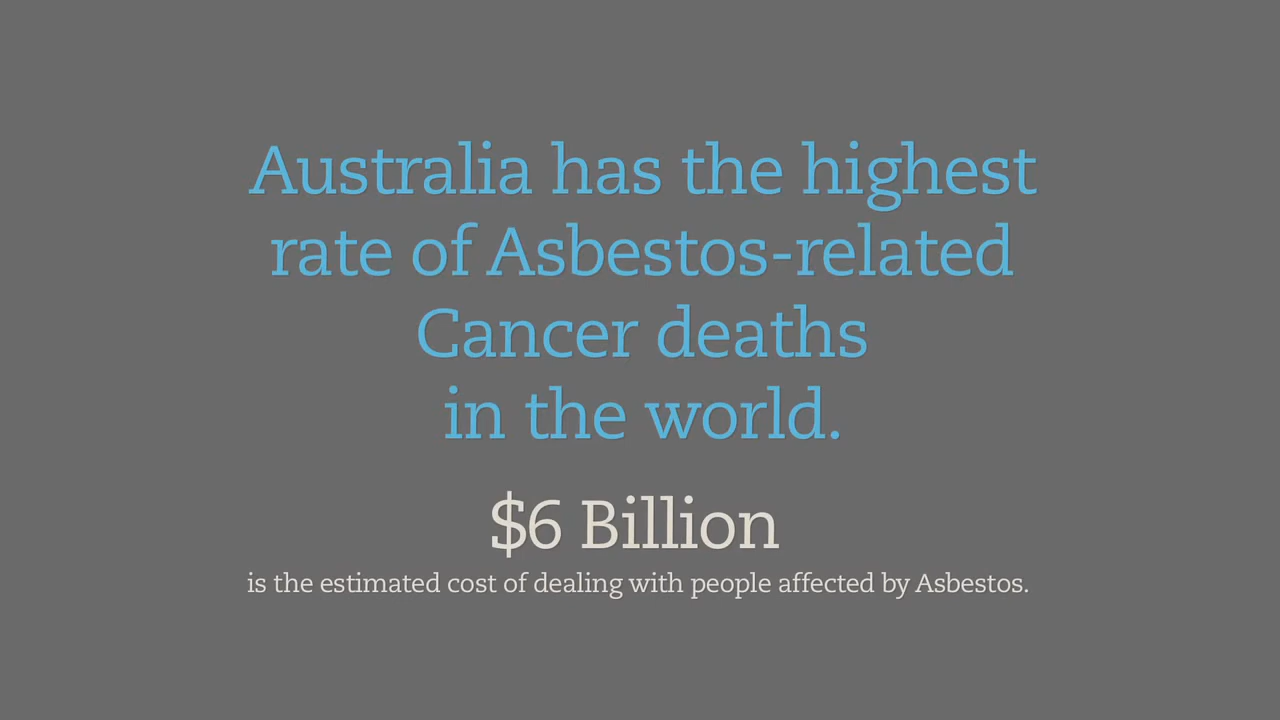 Australia has the highest
rate of Asbestos-related
Cancer deaths
in the world.
$6 Billion
is the estimated cost of dealing with people affected by Asbestos.